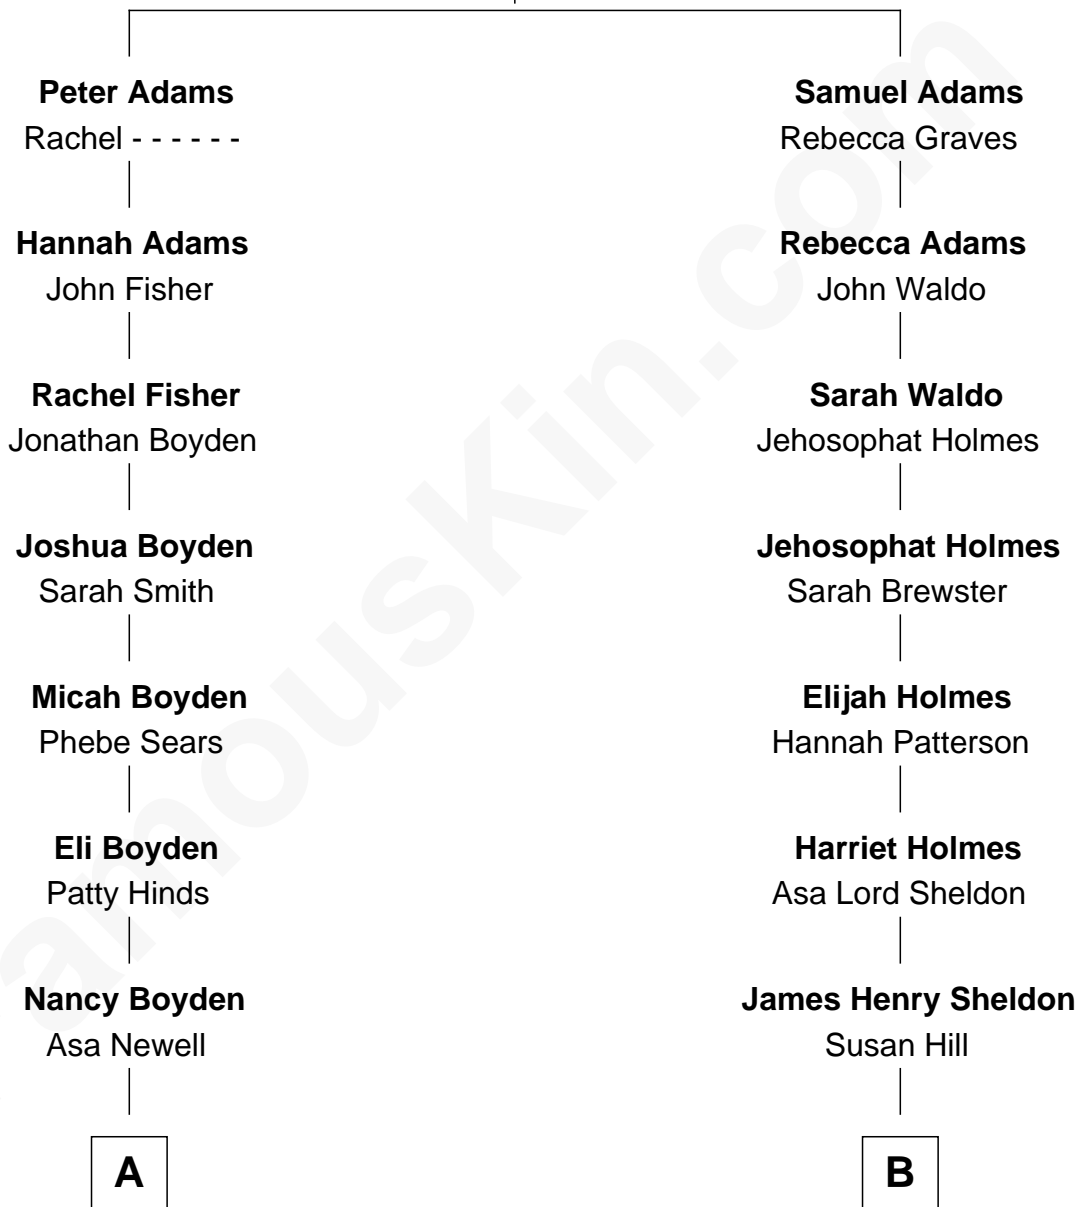 Peter Adams
Rachel - - - - - -
Hannah Adams
John Fisher
Rachel Fisher
Jonathan Boyden
Joshua Boyden
Sarah Smith
Micah Boyden
Phebe Sears
Eli Boyden
Patty Hinds
Nancy Boyden
Asa Newell
A
Samuel Adams
Rebecca Graves
Rebecca Adams
John Waldo
Sarah Waldo
Jehosophat Holmes
Jehosophat Holmes
Sarah Brewster
Elijah Holmes
Hannah Patterson
Harriet Holmes
Asa Lord Sheldon
James Henry Sheldon
Susan Hill
B
amouskin.com